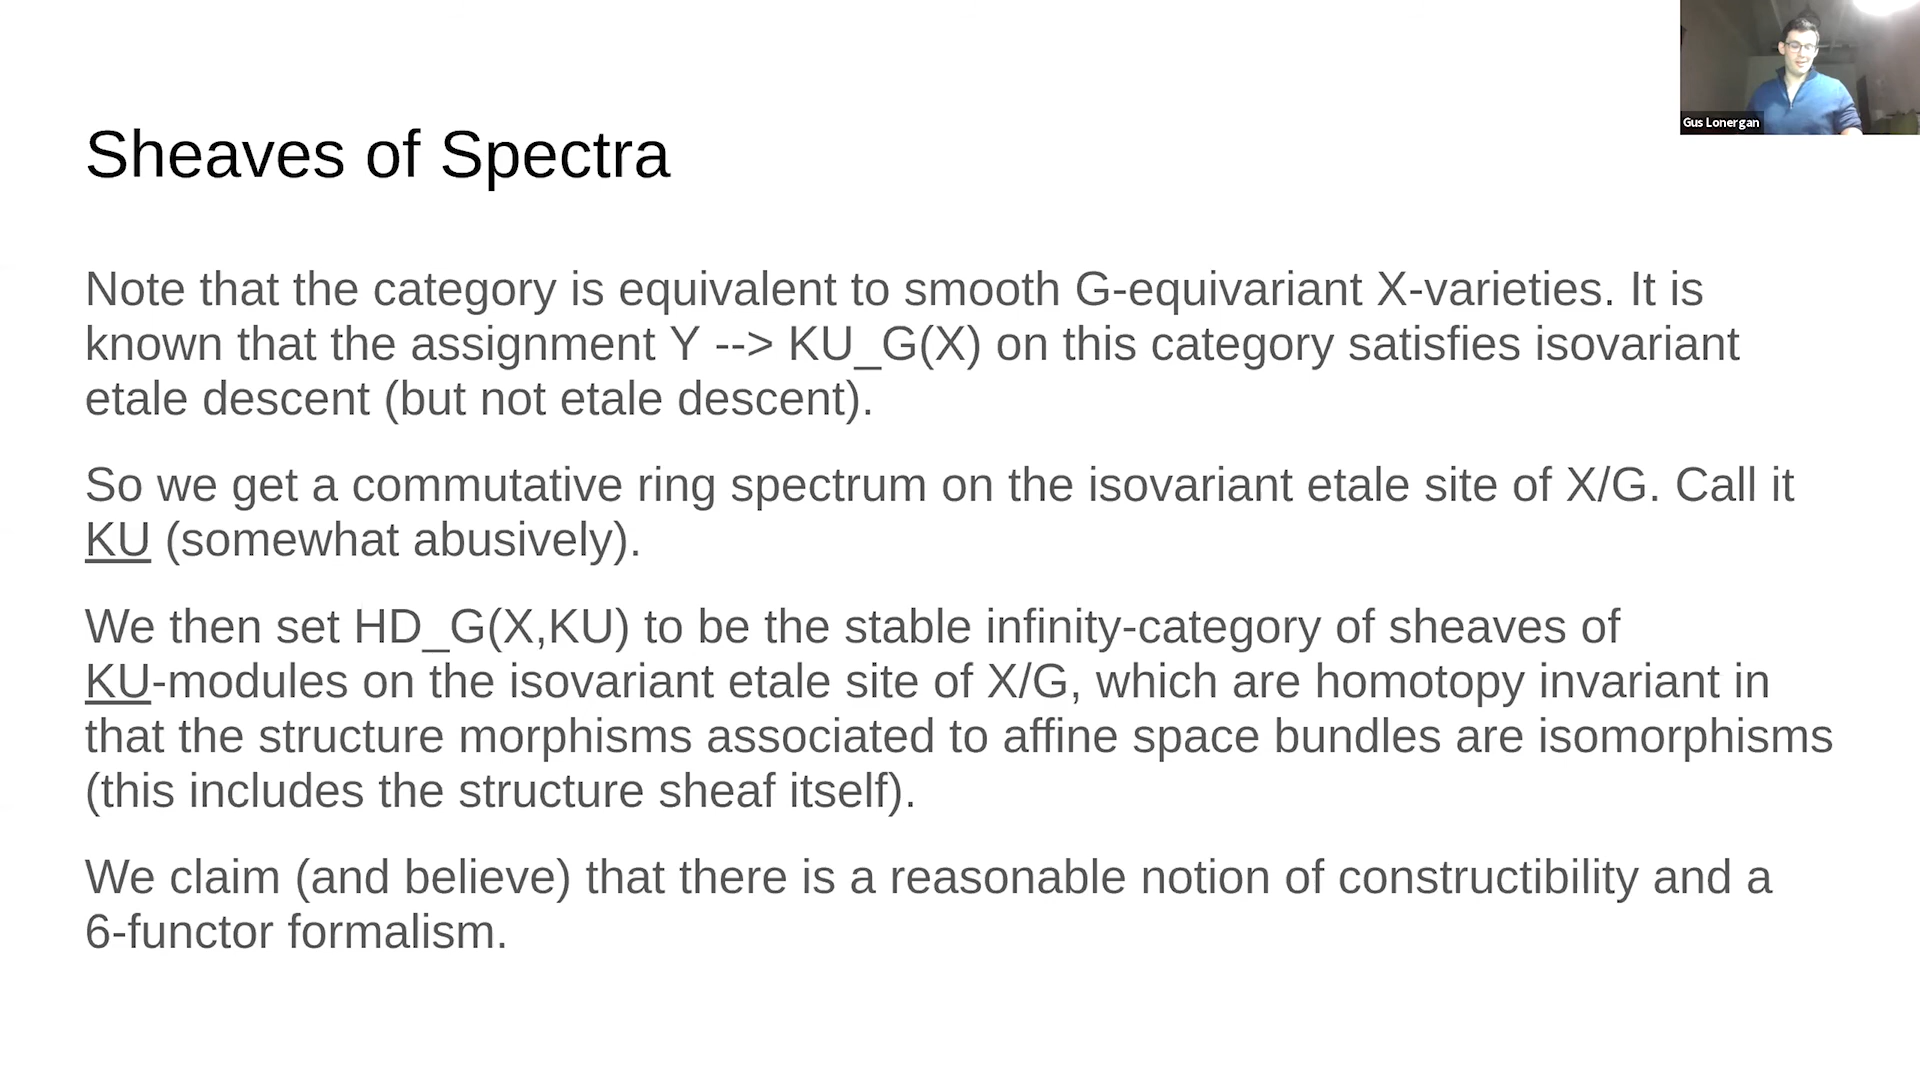 Gus Lonergan
Sheaves of Spectra
Note that the category is equivalent to smooth G-equivariant X-varieties. It is
known that the assignment Y --> KU_G(X) on this category satisfies isovariant
etale descent (but not etale descent).
So we get a commutative ring spectrum on the isovariant etale site of X/G. Call it
KU (somewhat abusively).
We then set HD_G(X,KU) to be the stable infinity-category of sheaves of
KU-modules on the isovariant etale site of X/G, which are homotopy invariant in
that the structure morphisms associated to affine space bundles are isomorphisms
(this includes the structure sheaf itself).
We claim (and believe) that there is a reasonable notion of constructibility and a
6-functor formalism.